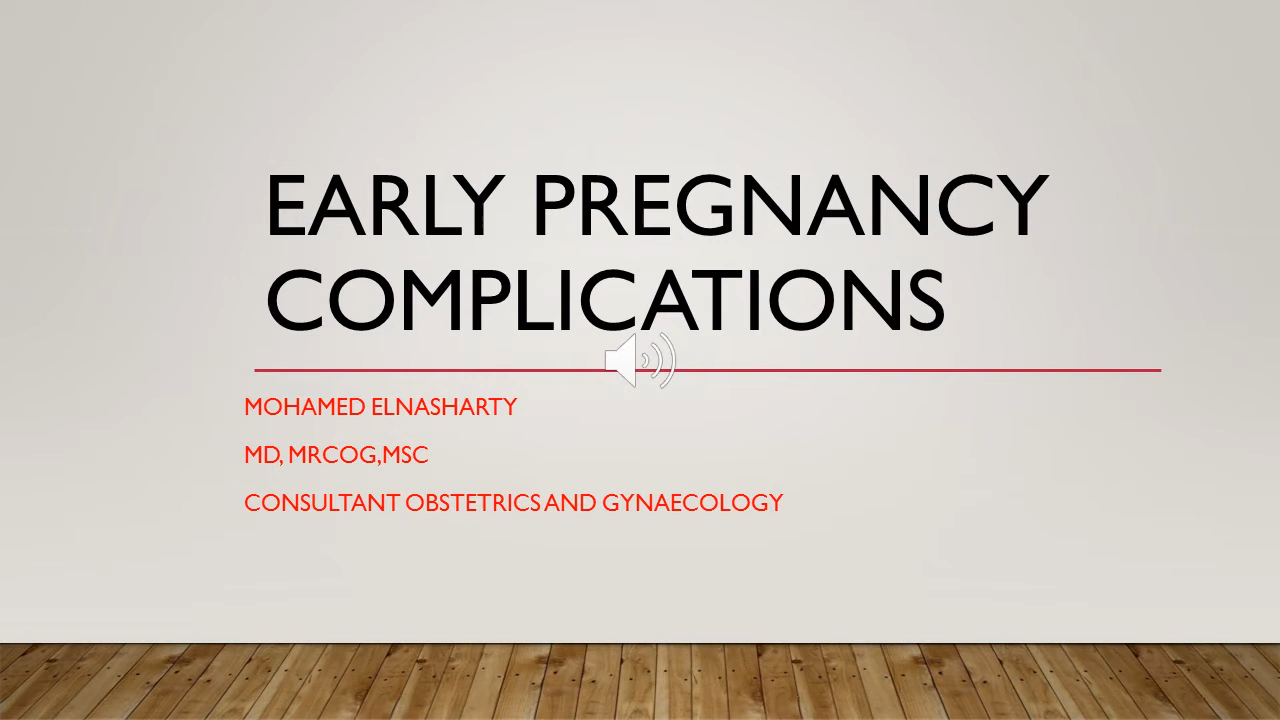 EARLY PREGNANCY
COMPLICATIONS
MOHAMED ELNASHARTY
MD, MRCOG,MSC
CONSULTANT OBSTETRICS AND GYNAECOLOGY